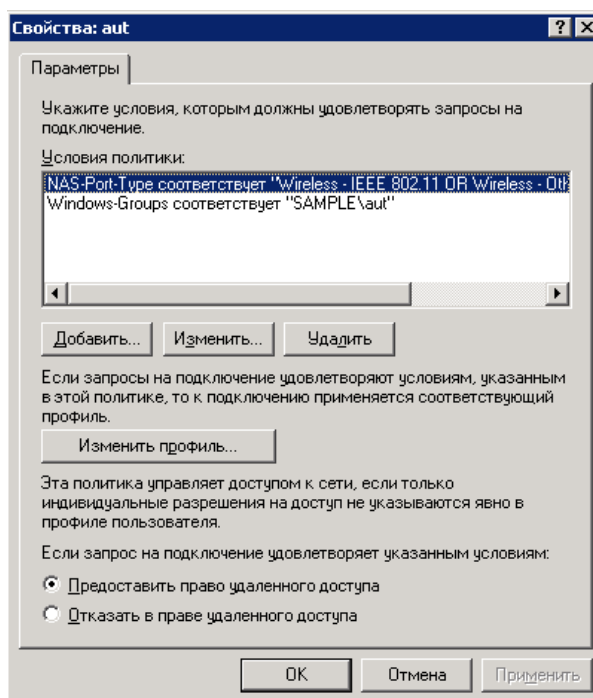 Свойства: aut
Параметры
Укажите условия, которым должны удовлетворять запросы на
подключение.
Условия политики:
NAS-Port-Type соответствует "Wireless - IEEE 802.11 OR Wireless - Oth
Windows-Groups соответствует "SAMPLE\aut"
Добавить... Изменить... Удалить
Если запросы на подключение удовлетворяют условиям, указанным
в этой политике, то к подключению применяется соответствующий
профиль.
Изменить профиль...
Эта политика управляет доступом к сети, если только
индивидуальные разрешения на доступ не указываются явно в
профиле пользователя.
Если запрос на подключение удовлетворяет указанным условиям:
Предоставить право удаленного доступа
Отказать в праве удаленного доступа
OK Отмена Применить